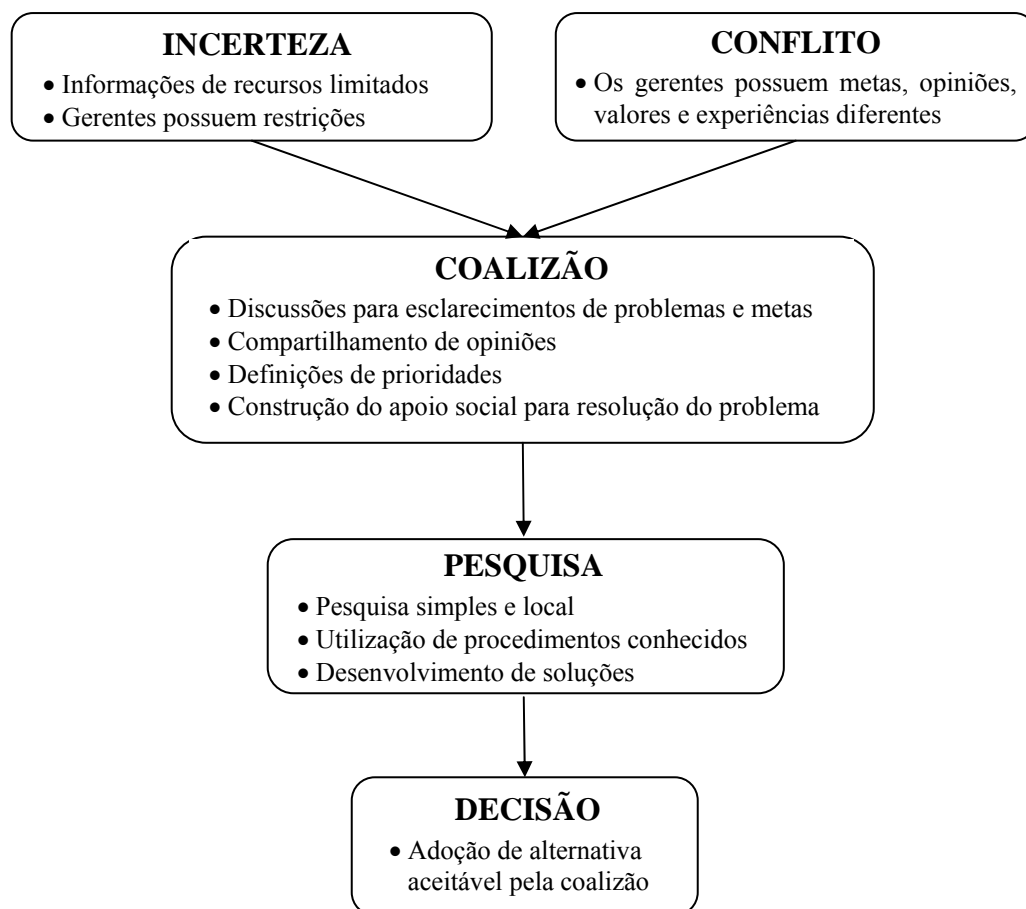 INCERTEZA
• Informações de recursos limitados
• Gerentes possuem restrições
CONFLITO
• Os gerentes possuem metas, opiniões,
valores e experiências diferentes
COALIZÃO
• Discussões para esclarecimentos de problemas e metas
• Compartilhamento de opiniões
• Definições de prioridades
• Construção do apoio social para resolução do problema
PESQUISA
• Pesquisa simples e local
• Utilização de procedimentos conhecidos
• Desenvolvimento de soluções
DECISÃO
• Adoção de alternativa
aceitável pela coalizão